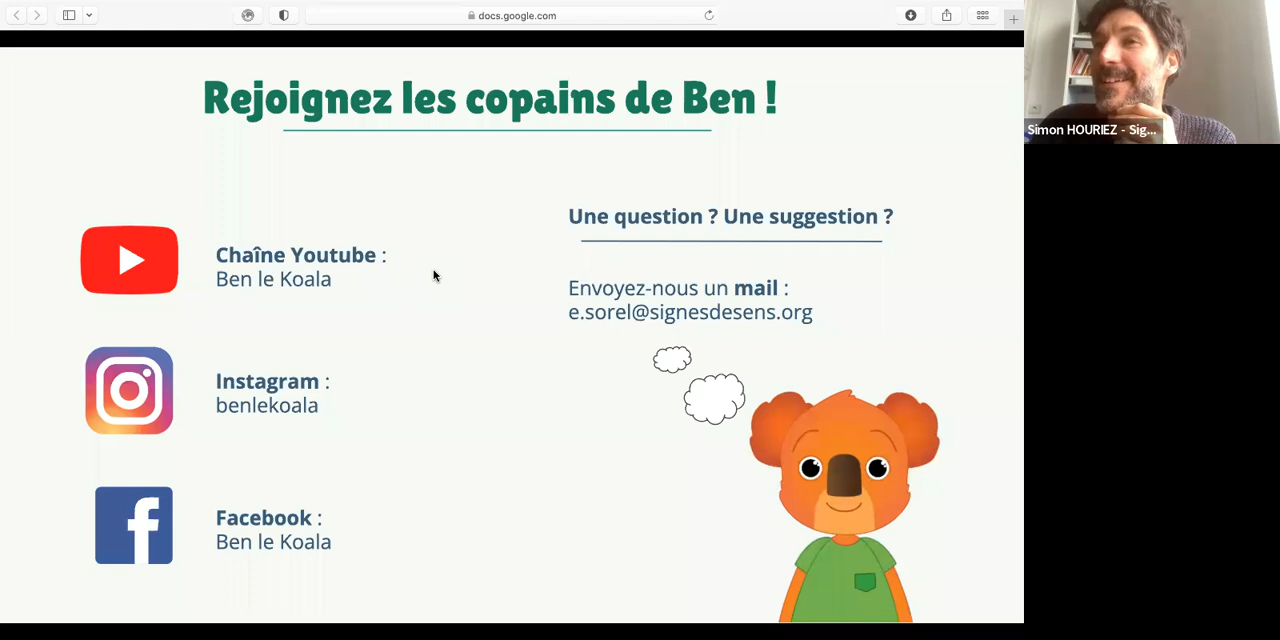 docs.google.com
Rejoignez les copains de Ben !
Chaîne Youtube :
Ben le Koala
Instagram :
benlekoala
Facebook :
Ben le Koala
Une question ? Une suggestion ?
Envoyez-nous un mail :
e.sorel@signesdesens.org
Simon HOURIEZ - Sig...